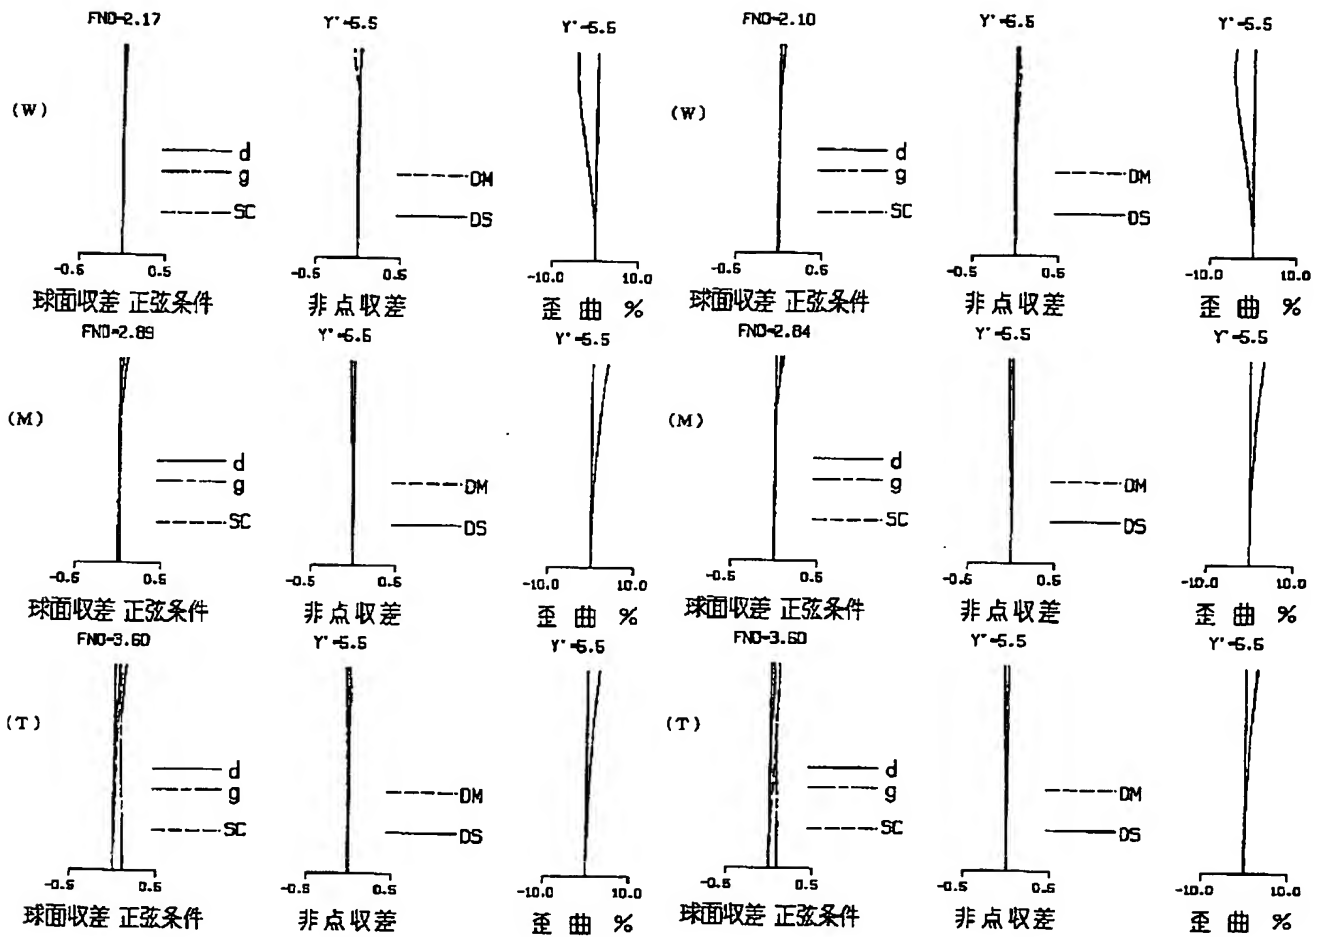 FNO=2.17 Y'=5.5 Y'=5.5 FNO=2.10 Y'=5.5 Y'=5.5
(W) (W)
d d
g DM g DM
SC DS SC DS
-0.5 0.5 -0.5 0.5 -10.0 10.0 -0.5 0.5 -0.5 0.5 -10.0 10.0
球面収差 正弦条件 非点収差 歪曲 % 球面収差 正弦条件 非点収差 歪曲 %
FNO=2.89 Y'=5.5 Y'=5.5 FNO=2.84 Y'=5.5 Y'=5.5
(M) (M)
d d
g DM g DM
SC DS SC DS
-0.5 0.5 -0.5 0.5 -10.0 10.0 -0.5 0.5 -0.5 0.5 -10.0 10.0
球面収差 正弦条件 非点収差 歪曲 % 球面収差 正弦条件 非点収差 歪曲 %
FNO=3.60 Y'=5.5 Y'=5.5 FNO=3.60 Y'=5.5 Y'=5.5
(T) (T)
d d
g DM g DM
SC DS SC DS
-0.5 0.5 -0.5 0.5 -10.0 10.0 -0.5 0.5 -0.5 0.5 -10.0 10.0
球面収差 正弦条件 非点収差 歪曲 % 球面収差 正弦条件 非点収差 歪曲 %